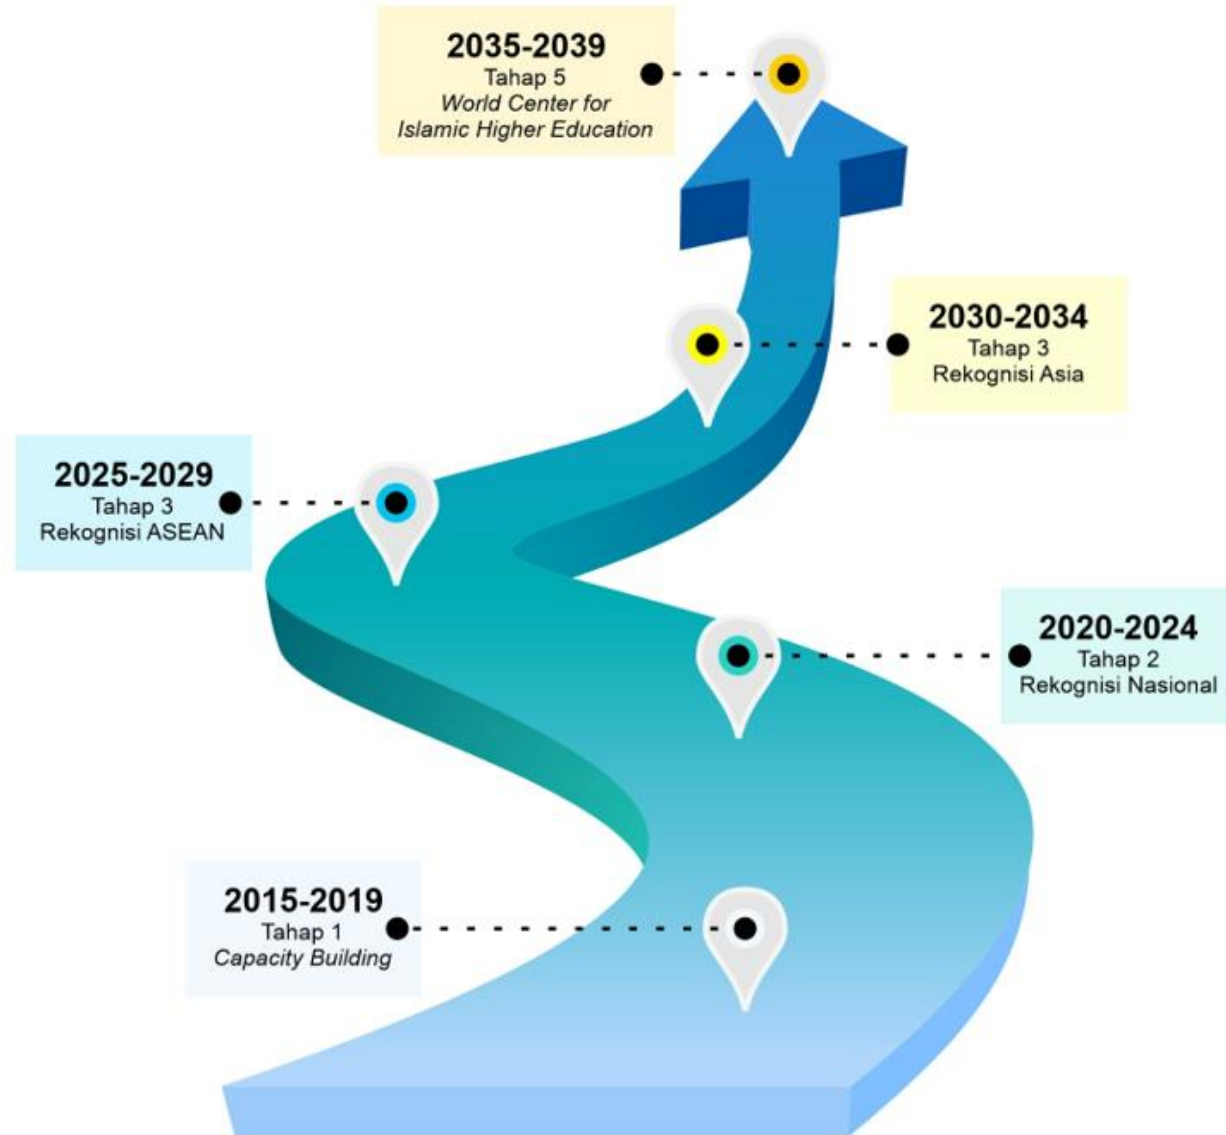 2035-2039
Tahap 5
World Center for
Islamic Higher Education
2030-2034
Tahap 3
Rekognisi Asia
2025-2029
Tahap 3
Rekognisi ASEAN
2020-2024
Tahap 2
Rekognisi Nasional
2015-2019
Tahap 1
Capacity Building